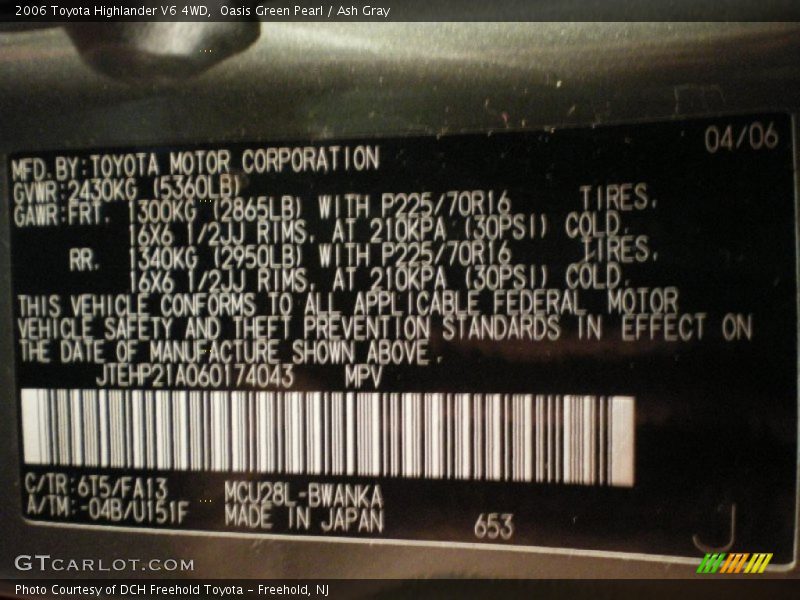 2006 Toyota Highlander V6 4WD,  Oasis Green Pearl / Ash Gray
04/06
MFD.BY:TOYOTA MOTOR CORPORATION
GVWR:2430KG (5360LB)
GAWR:FRT. 1300KG (2865LB) WITH P225/70R16 TIRES,
16X6 1/2JJ RIMS, AT 210KPA (30PSI) COLD.
RR. 1340KG (2950LB) WITH P225/70R16 TIRES,
16X6 1/2JJ RIMS, AT 210KPA (30PSI) COLD.
THIS VEHICLE CONFORMS TO ALL APPLICABLE FEDERAL MOTOR
VEHICLE SAFETY AND THEFT PREVENTION STANDARDS IN EFFECT ON
THE DATE OF MANUFACTURE SHOWN ABOVE.
JTEHP21A060174043 MPV
C/TR:6T5/FA13 MCU28L-BWANKA
A/TM:-04B/U151F MADE IN JAPAN 653
J
GTCARLOT.COM
Photo Courtesy of DCH Freehold Toyota - Freehold, NJ